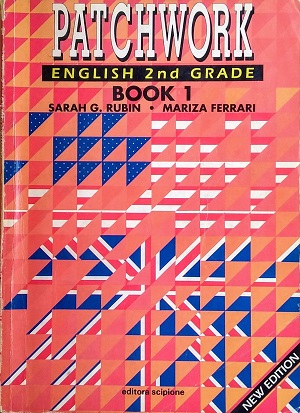 PATCHWORK
ENGLISH 2nd GRADE
BOOK 1
SARAH G. RUBIN • MARIZA FERRARI
NEW EDITION
editora scipione